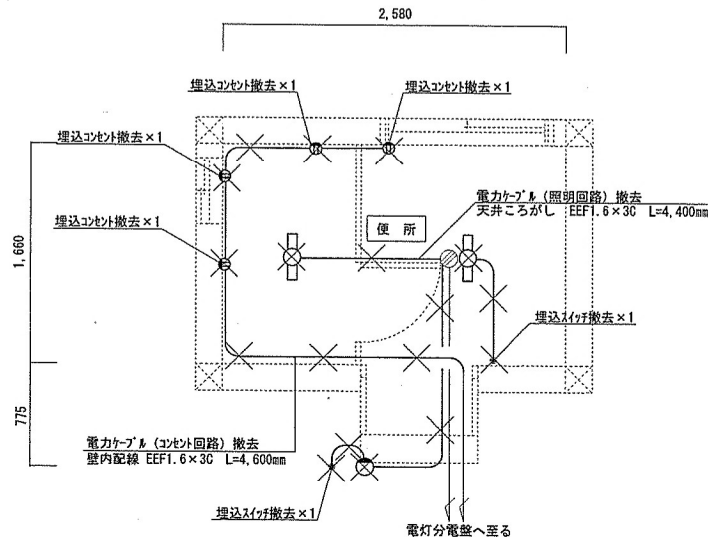 2,580
埋込コンセント撤去×1
埋込コンセント撤去×1
埋込コンセント撤去×1
電力ケーブル (照明回路) 撤去
天井ころがし EEF1.6×3C L=4,400mm
便 所
埋込コンセント撤去×1
1,660
埋込スイッチ撤去×1
775
電力ケーブル (コンセント回路) 撤去
壁内配線 EEF1.6×3C L=4,600mm
埋込スイッチ撤去×1
電灯分電盤へ至る